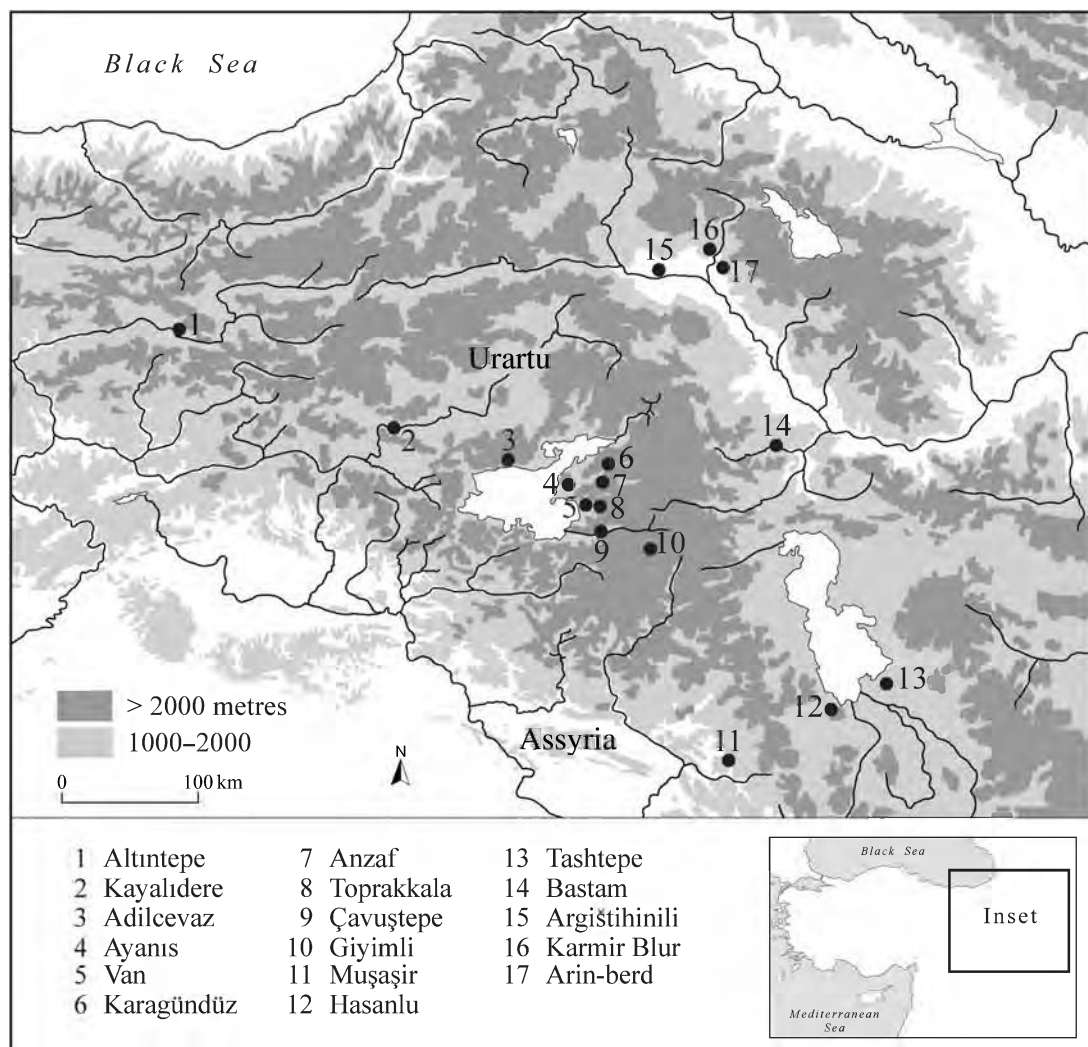 Black Sea
16
15
17
1
Urartu
2
3
14
6
4
7
5
8
9
10
13
12
11
> 2000 metres
1000–2000
Assyria
0 100 km
N
1 Altıntepe
2 Kayalıdere
3 Adilcevaz
4 Ayanıs
5 Van
6 Karagündüz
7 Anzaf
8 Toprakkala
9 Çavuştepe
10 Giyimli
11 Muşaşir
12 Hasanlu
13 Tashtepe
14 Bastam
15 Argistihinili
16 Karmir Blur
17 Arin-berd
Black Sea
Inset
Mediterranean
Sea